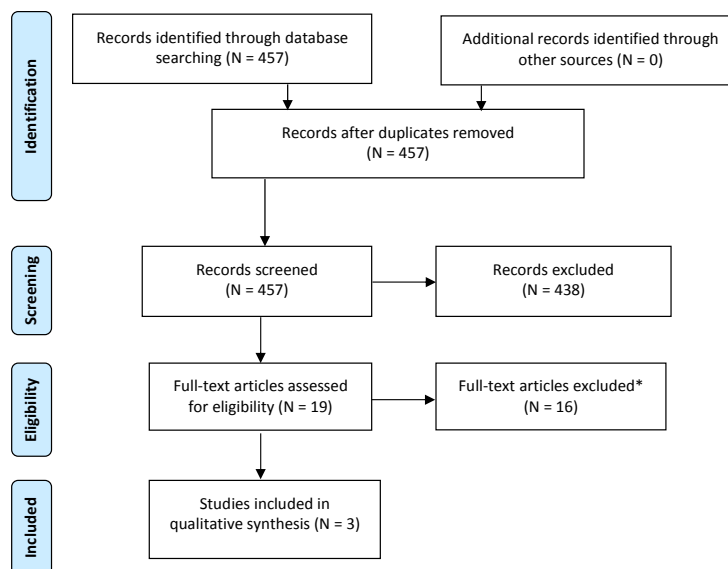 Identification
Records identified through database
searching (N = 457)
Additional records identified through
other sources (N = 0)
Records after duplicates removed
(N = 457)
Screening
Records screened
(N = 457)
Records excluded
(N = 438)
Eligibility
Full-text articles assessed
for eligibility (N = 19)
Full-text articles excluded*
(N = 16)
Included
Studies included in
qualitative synthesis (N = 3)